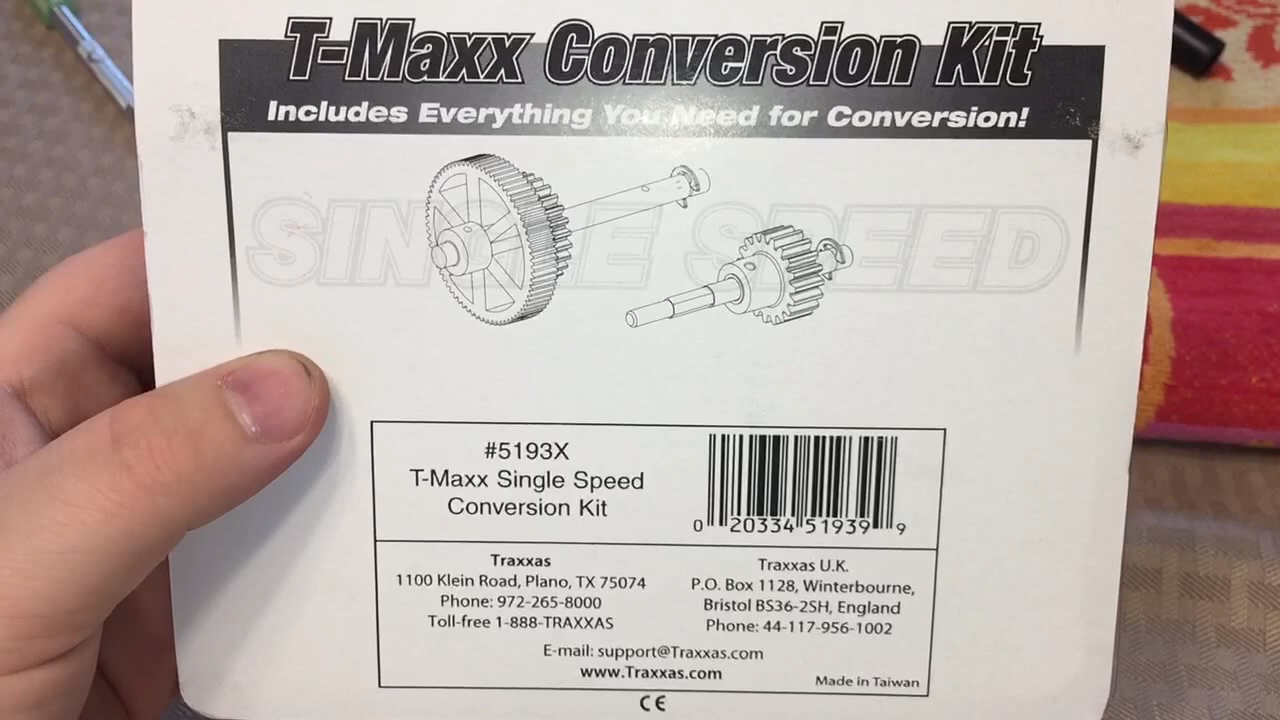 T-Maxx Conversion Kit
Includes Everything You Need for Conversion!
SINGLE SPEED
#5193X
T-Maxx Single Speed
Conversion Kit
0 20334 51939 9
Traxxas
1100 Klein Road, Plano, TX 75074
Phone: 972-265-8000
Toll-free 1-888-TRAXXAS
Traxxas U.K.
P.O. Box 1128, Winterbourne,
Bristol BS36-2SH, England
Phone: 44-117-956-1002
E-mail: support@Traxxas.com
www.Traxxas.com
Made in Taiwan
CE